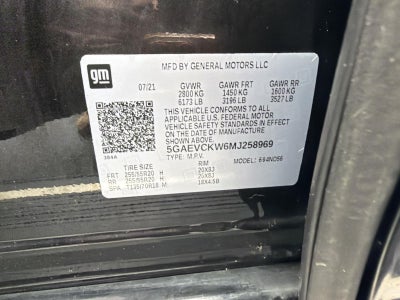 gm
MFD BY GENERAL MOTORS LLC
07/21 GVWR GAWR FRT GAWR RR
2800 KG 1450 KG 1600 KG
6173 LB 3196 LB 3527 LB
THIS VEHICLE CONFORMS TO ALL
APPLICABLE U.S. FEDERAL MOTOR
VEHICLE SAFETY STANDARDS IN EFFECT ON
THE DATE OF MANUFACTURE.
5GAEVCKW6MJ258969
TYPE: M.P.V. MODEL:
TIRE SIZE RIM
FRT 255/55R20 H 20X8J
RR 255/55R20 H 20X8J
SPA T135/70R18 M 18X4.5B